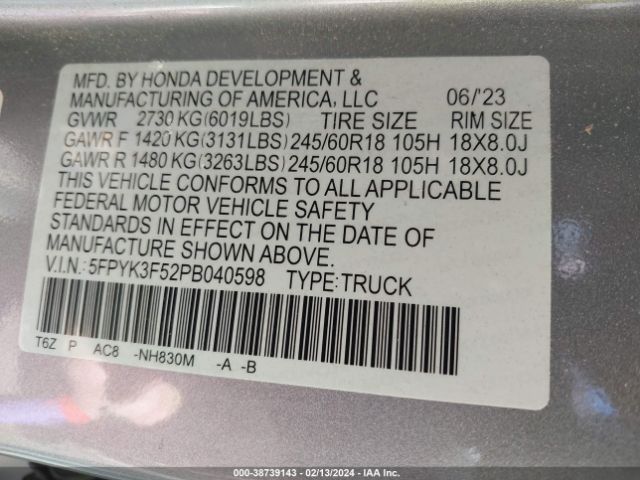 MFD. BY HONDA DEVELOPMENT &
MANUFACTURING OF AMERICA, LLC 06/'23
GVWR 2730 KG(6019LBS) TIRE SIZE RIM SIZE
GAWR F 1420 KG(3131LBS) 245/60R18 105H 18X8.0J
GAWR R 1480 KG(3263LBS) 245/60R18 105H 18X8.0J
THIS VEHICLE CONFORMS TO ALL APPLICABLE
FEDERAL MOTOR VEHICLE SAFETY
STANDARDS IN EFFECT ON THE DATE OF
MANUFACTURE SHOWN ABOVE.
V.I.N.: 5FPYK3F52PB040598 TYPE:TRUCK
T6Z P AC8 -NH830M -A -B
000-38739143 - 02/13/2024 - IAAI.COM